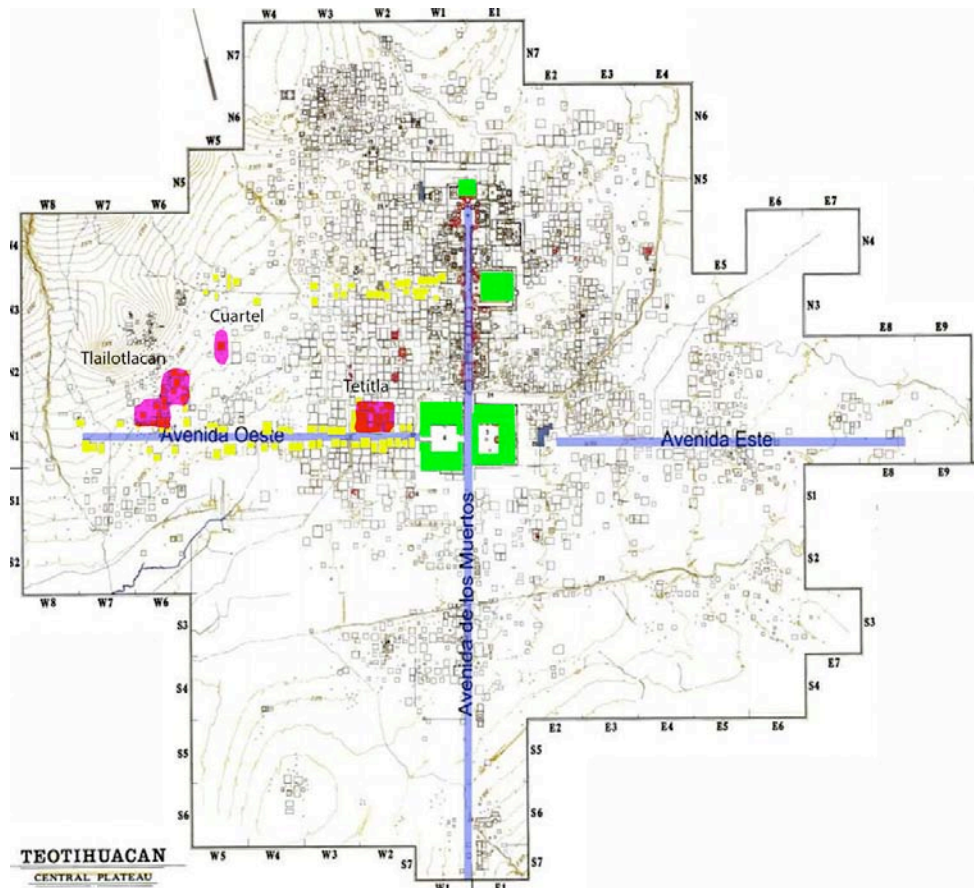 W4 W3 W2 W1 E1
N7 N7
E2 E3 E4
N6 N6
W5
N5 N5
W8 W7 W6 E6 E7
N4 N4
E5
N3 N3
Cuartel
E8 E9
Tlailotlacan
N2
Tetitla
N1
Avenida Oeste
Avenida Este
E8 E9
S1 S1
Avenida de los Muertos
S2 S2
W8 W7 W6
S3 S3
E7
S4 S4
E2 E3 E4 E5 E6
S5 S5
S6 S6
W5 W4 W3 W2
S7 S7
TEOTIHUACAN
CENTRAL PLATEAU
W1 E1